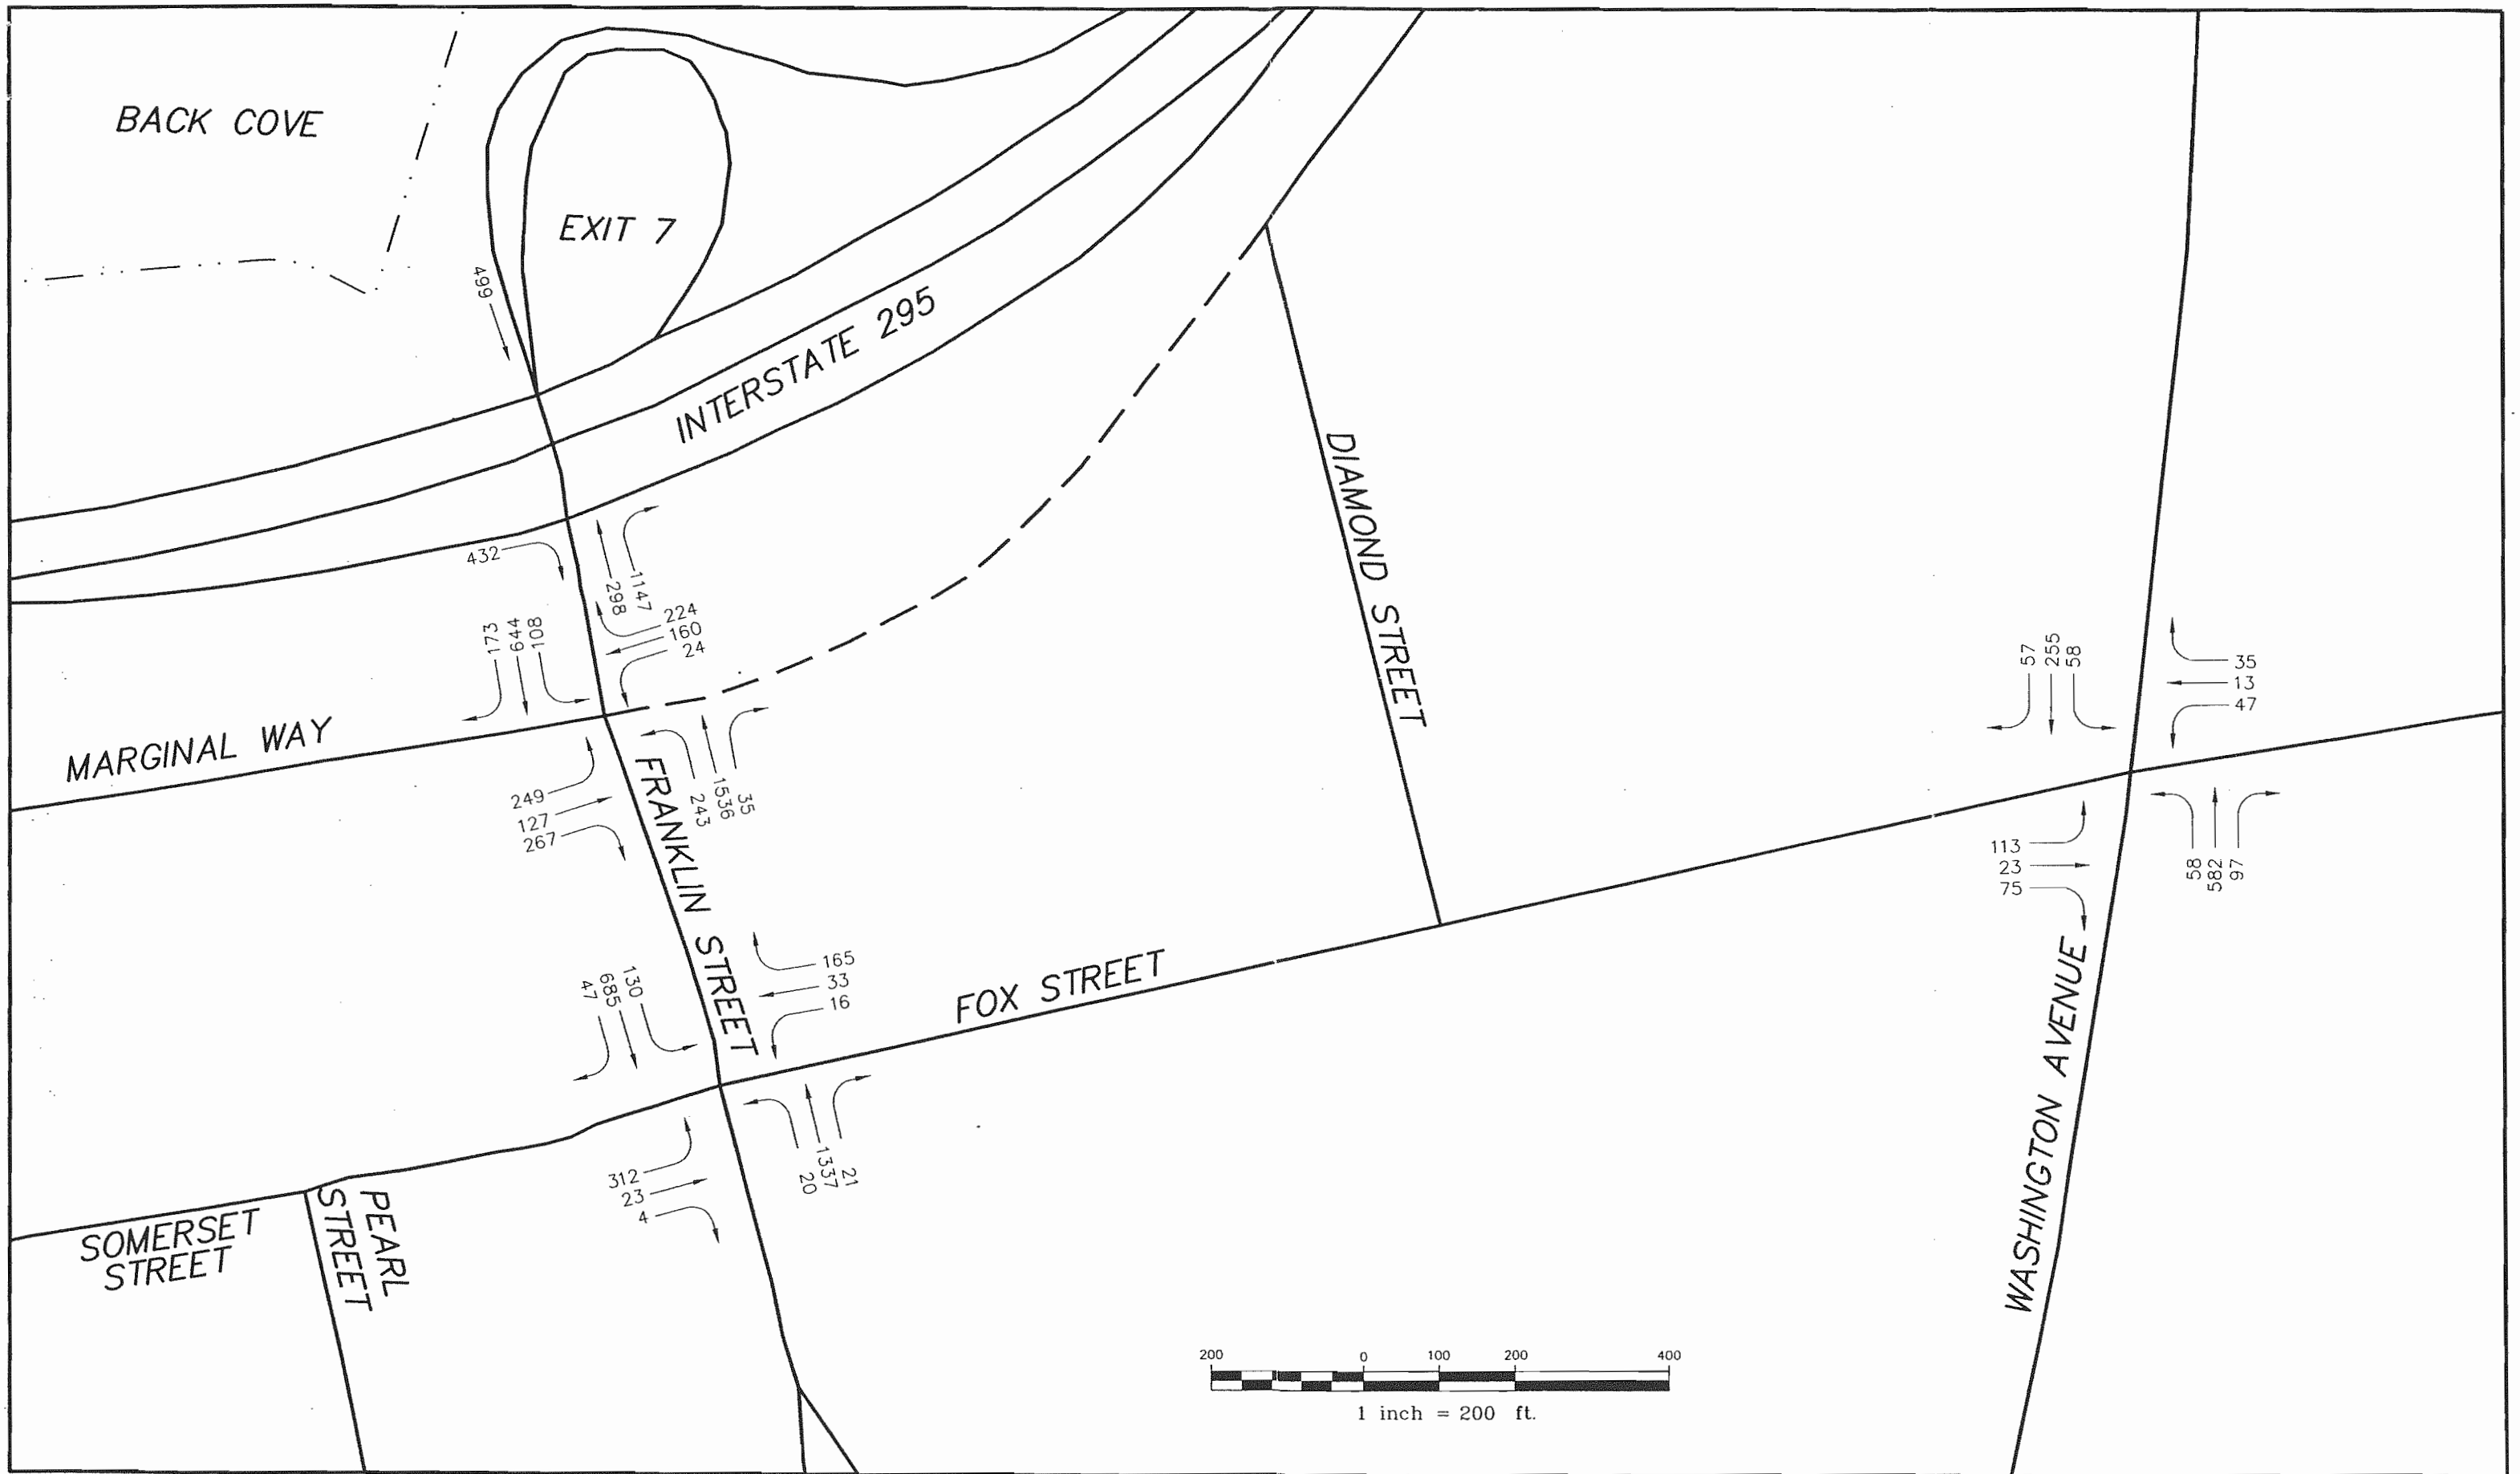 BACK COVE
EXIT 7
499
INTERSTATE 295
432
1147
298
224
160
24
173
644
108
MARGINAL WAY
249
127
267
243
1536
35
FRANKLIN STREET
DIAMOND STREET
57
255
58
35
13
47
113
23
75
58
582
97
WASHINGTON AVENUE
47
685
130
165
33
16
FOX STREET
312
23
4
20
1337
21
SOMERSET
STREET
PEARL
STREET
200 0 100 200 400
1 inch = 200 ft.